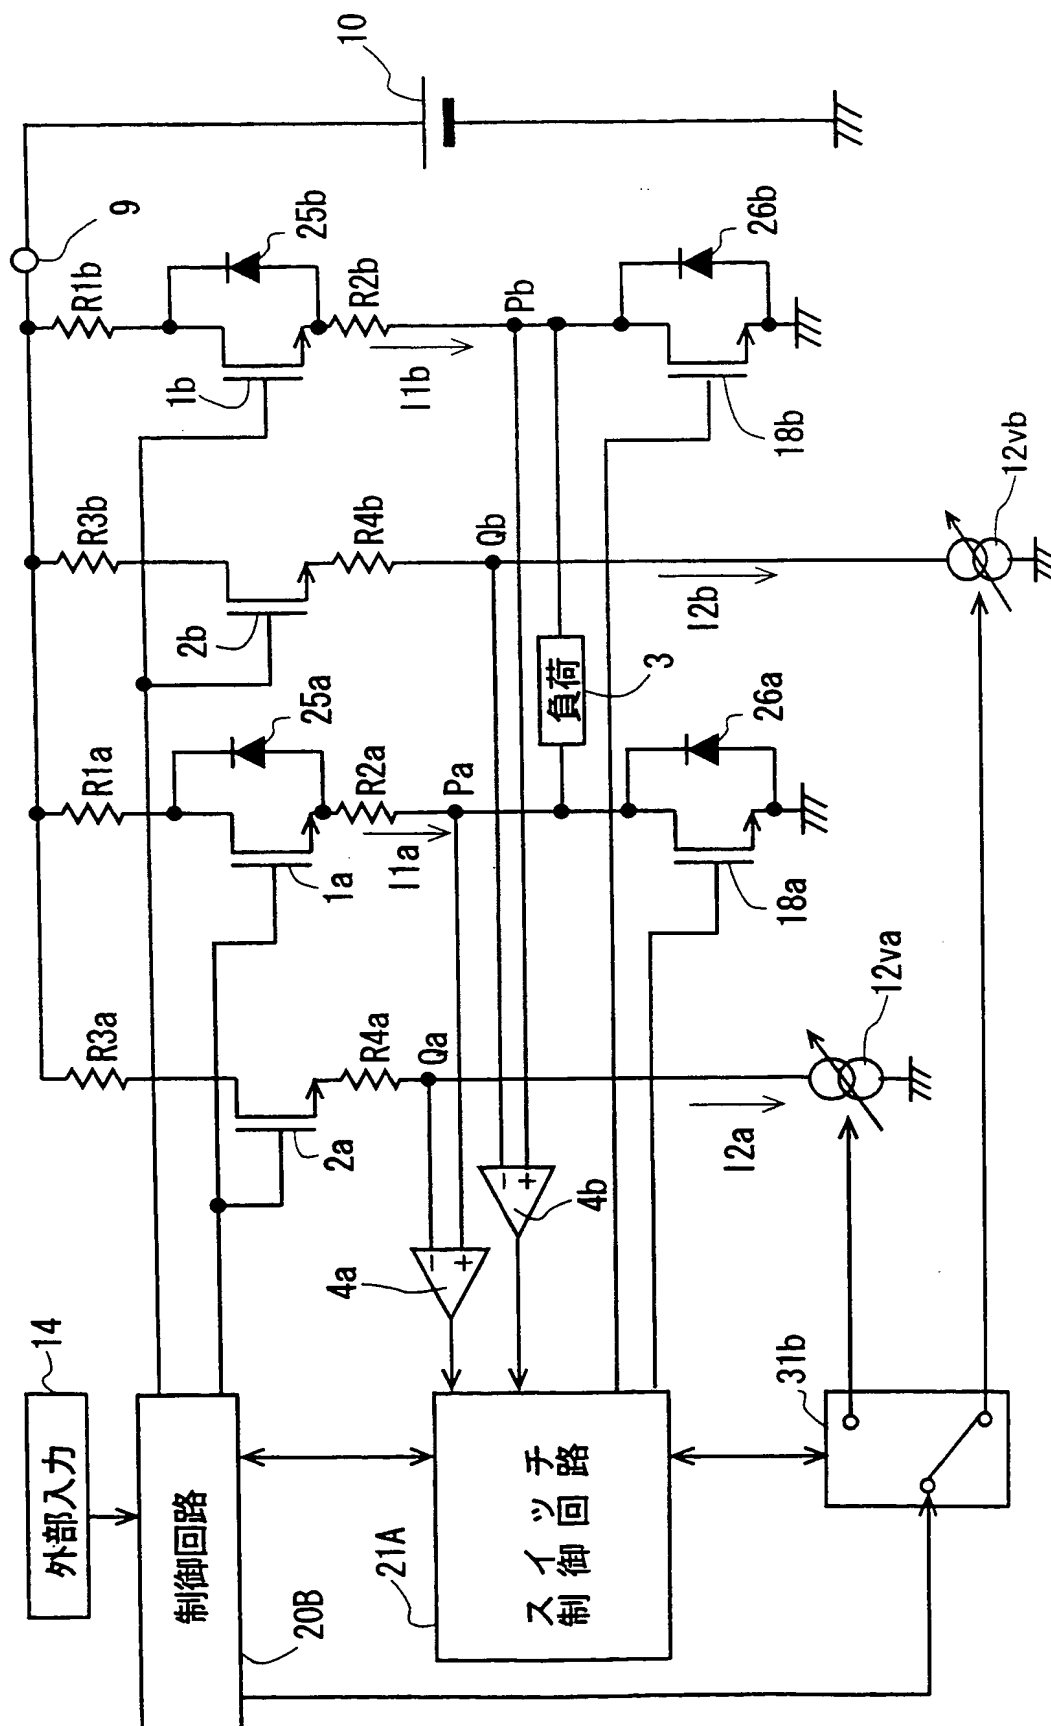 10
9
R1b
25b
1b
R2b
I1b
Pb
26b
18b
R3b
2b
R4b
Qb
I2b
12vb
R1a
25a
1a
R2a
I1a
Pa
負荷
3
26a
18a
R3a
2a
R4a
Qa
I2a
12va
-
+
4a
-
+
4b
14
外部入力
制御回路
20B
21A
スイッチ
制御回路
31b